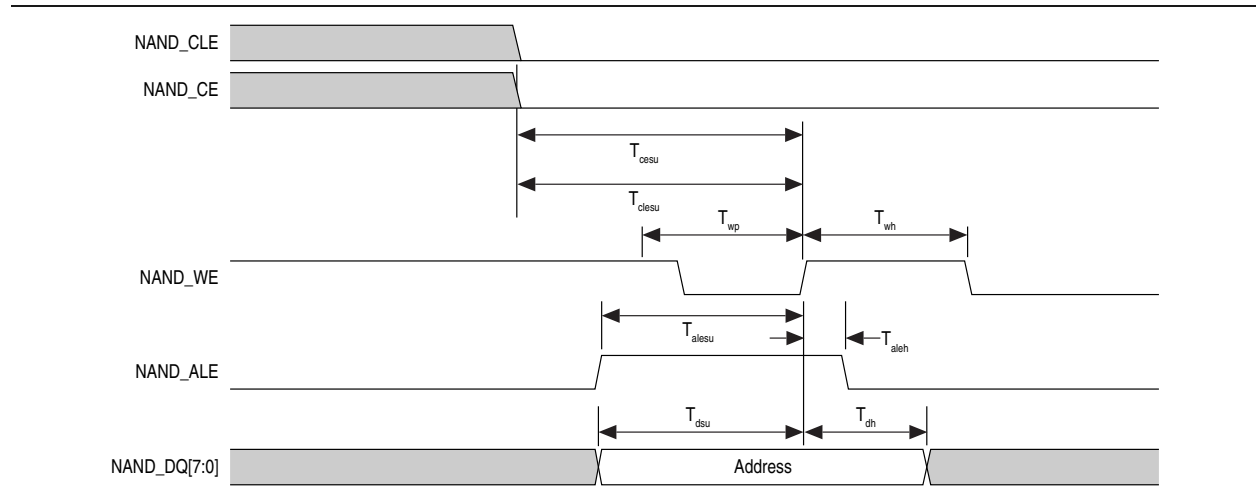 NAND_CLE
NAND_CE
Tcesu
Tclesu
Twp
Twh
NAND_WE
Talesu
Taleh
NAND_ALE
Tdsu
Tdh
NAND_DQ[7:0]
Address